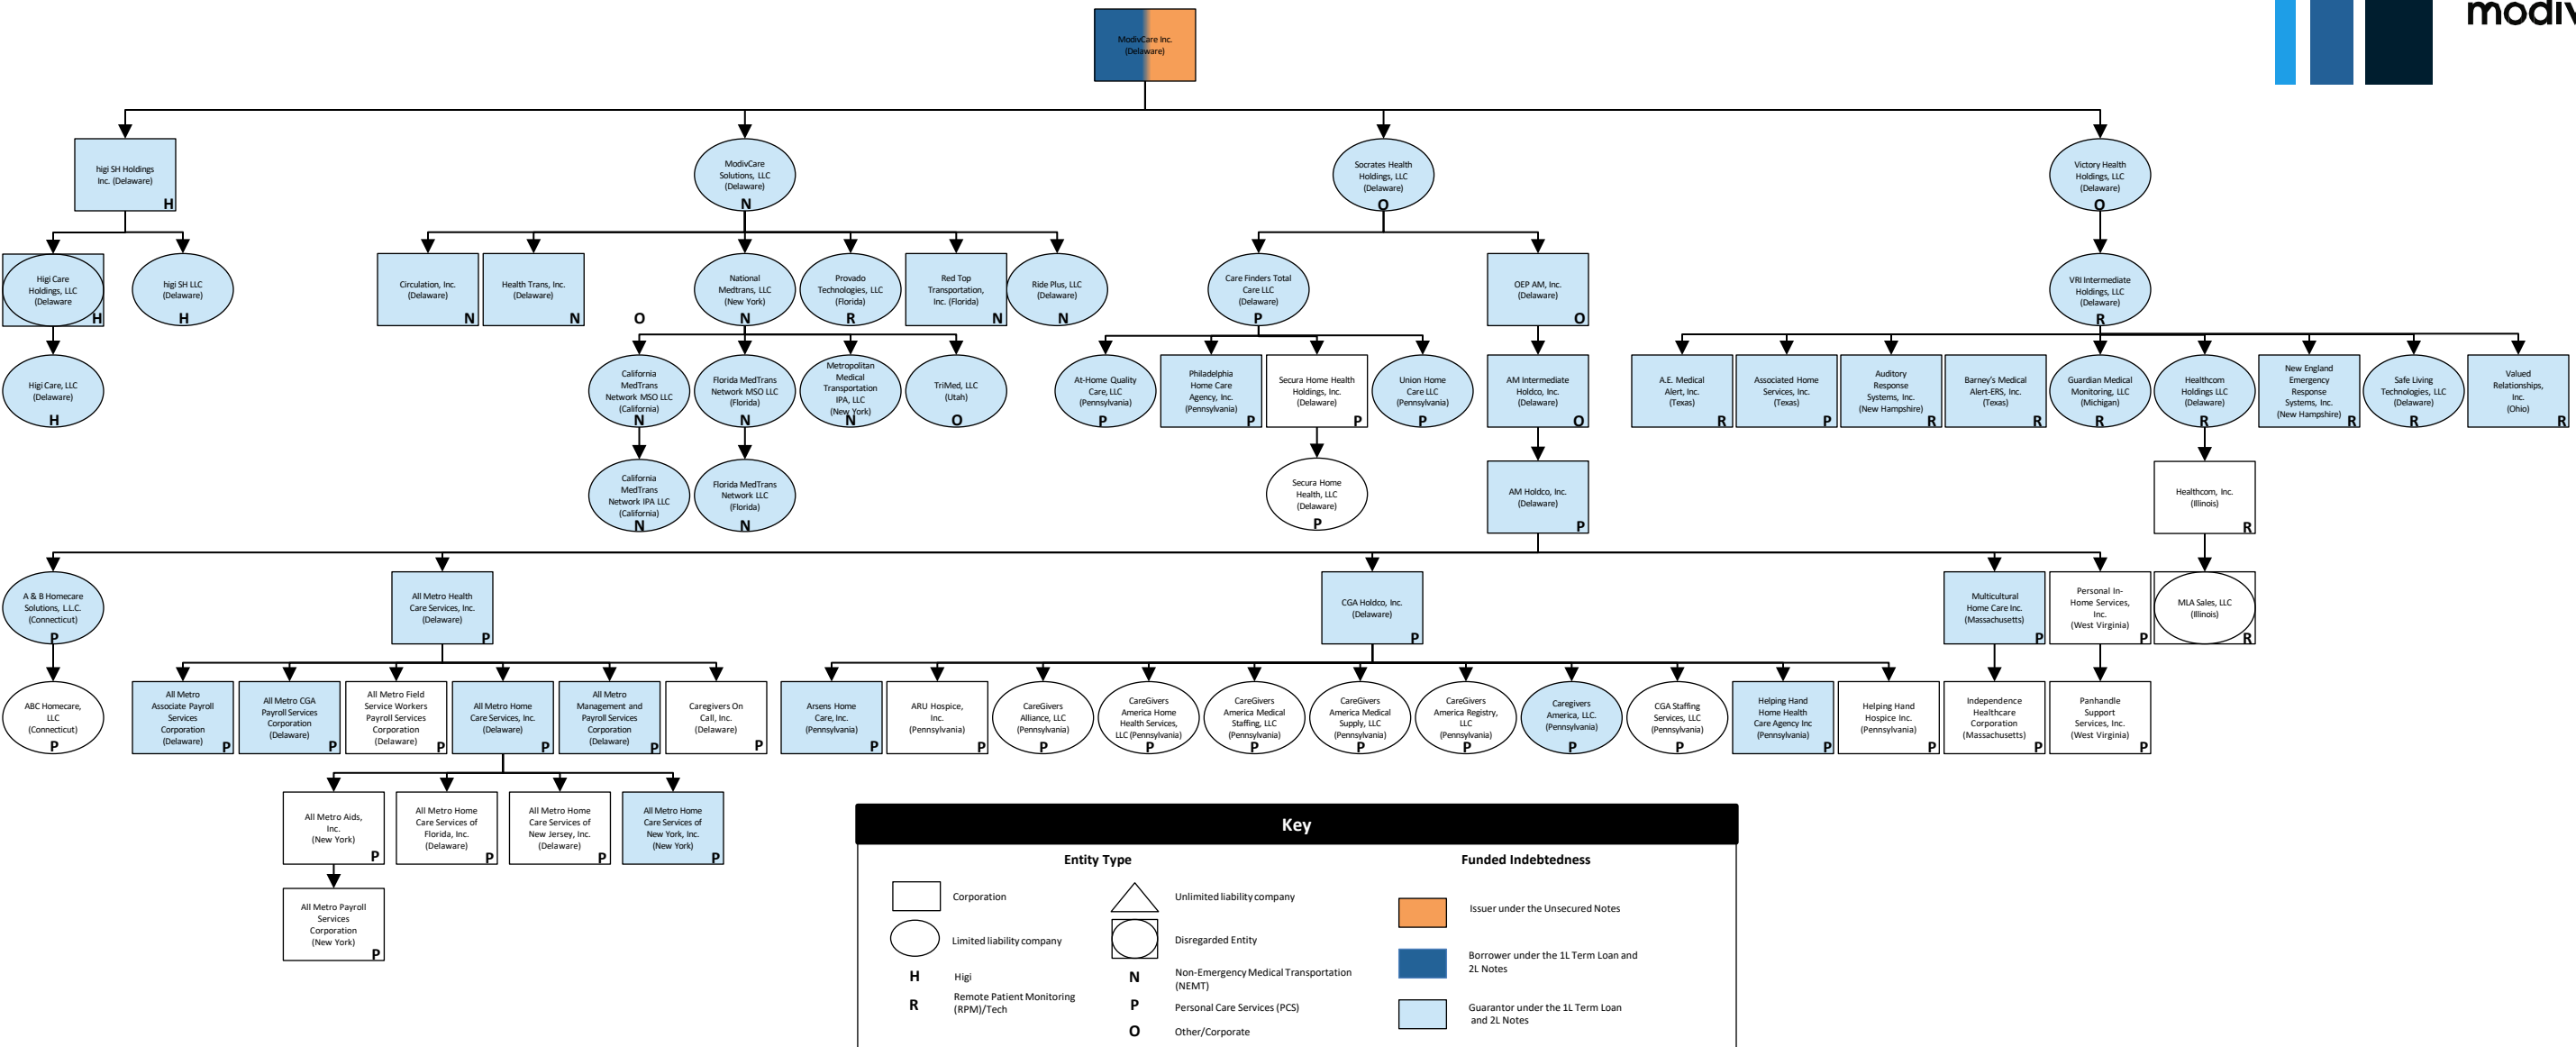 modiv
ModivCare Inc.
(Delaware)
higi SH Holdings
Inc. (Delaware)
H
ModivCare
Solutions, LLC
(Delaware)
N
Socrates Health
Holdings, LLC
(Delaware)
O
Victory Health
Holdings, LLC
(Delaware)
O
Higi Care
Holdings, LLC
(Delaware
H
higi SH LLC
(Delaware)
H
Circulation, Inc.
(Delaware)
N
Health Trans, Inc.
(Delaware)
N
O
National
Medtrans, LLC
(New York)
N
Provado
Technologies, LLC
(Florida)
R
Red Top
Transportation,
Inc. (Florida)
N
Ride Plus, LLC
(Delaware)
N
Care Finders Total
Care LLC
(Delaware)
P
OEP AM, Inc.
(Delaware)
O
VRI Intermediate
Holdings, LLC
(Delaware)
R
Higi Care, LLC
(Delaware)
H
California
MedTrans
Network MSO LLC
(California)
N
Florida MedTrans
Network MSO LLC
(Florida)
N
Metropolitan
Medical
Transportation
IPA, LLC
(New York)
N
TriMed, LLC
(Utah)
O
At-Home Quality
Care, LLC
(Pennsylvania)
P
Philadelphia
Home Care
Agency, Inc.
(Pennsylvania)
P
Secura Home Health
Holdings, Inc.
(Delaware)
P
Union Home
Care LLC
(Pennsylvania)
P
AM Intermediate
Holdco, Inc.
(Delaware)
O
A.E. Medical
Alert, Inc.
(Texas)
R
Associated Home
Services, Inc.
(Texas)
P
Auditory
Response
Systems, Inc.
(New Hampshire)
R
Barney's Medical
Alert-ERS, Inc.
(Texas)
R
Guardian Medical
Monitoring, LLC
(Michigan)
R
Healthcom
Holdings LLC
(Delaware)
R
New England
Emergency
Response
Systems, Inc.
(New Hampshire)
R
Safe Living
Technologies, LLC
(Delaware)
R
Valued
Relationships,
Inc.
(Ohio)
R
California
MedTrans
Network IPA LLC
(California)
N
Florida MedTrans
Network LLC
(Florida)
N
Secura Home
Health, LLC
(Delaware)
P
AM Holdco, Inc.
(Delaware)
P
Healthcom, Inc.
(Illinois)
R
A & B Homecare
Solutions, L.L.C.
(Connecticut)
P
All Metro Health
Care Services, Inc.
(Delaware)
P
CGA Holdco, Inc.
(Delaware)
P
Multicultural
Home Care Inc.
(Massachusetts)
P
Personal In-
Home Services,
Inc.
(West Virginia)
P
MLA Sales, LLC
(Illinois)
R
ABC Homecare,
LLC
(Connecticut)
P
All Metro
Associate Payroll
Services
Corporation
(Delaware)
P
All Metro CGA
Payroll Services
Corporation
(Delaware)
P
All Metro Field
Service Workers
Payroll Services
Corporation
(Delaware)
P
All Metro Home
Care Services, Inc.
(Delaware)
P
All Metro
Management and
Payroll Services
Corporation
(Delaware)
P
Caregivers On
Call, Inc.
(Delaware)
P
Arsens Home
Care, Inc.
(Pennsylvania)
P
ARU Hospice,
Inc.
(Pennsylvania)
P
CareGivers
Alliance, LLC
(Pennsylvania)
P
CareGivers
America Home
Health Services,
LLC (Pennsylvania)
P
CareGivers
America Medical
Staffing, LLC
(Pennsylvania)
P
CareGivers
America Medical
Supply, LLC
(Pennsylvania)
P
CareGivers
America Registry,
LLC
(Pennsylvania)
P
Caregivers
America, LLC.
(Pennsylvania)
P
CGA Staffing
Services, LLC
(Pennsylvania)
P
Helping Hand
Home Health
Care Agency Inc
(Pennsylvania)
P
Helping Hand
Hospice Inc.
(Pennsylvania)
P
Independence
Healthcare
Corporation
(Massachusetts)
P
Panhandle
Support
Services, Inc.
(West Virginia)
P
All Metro Aids,
Inc.
(New York)
P
All Metro Home
Care Services of
Florida, Inc.
(Delaware)
P
All Metro Home
Care Services of
New Jersey, Inc.
(Delaware)
P
All Metro Home
Care Services of
New York, Inc.
(New York)
P
All Metro Payroll
Services
Corporation
(New York)
P
Key
Entity Type
Corporation
Unlimited liability company
Limited liability company
Disregarded Entity
H Higi
N Non-Emergency Medical Transportation
(NEMT)
R Remote Patient Monitoring
(RPM)/Tech
P Personal Care Services (PCS)
O Other/Corporate
Funded Indebtedness
Issuer under the Unsecured Notes
Borrower under the 1L Term Loan and
2L Notes
Guarantor under the 1L Term Loan
and 2L Notes